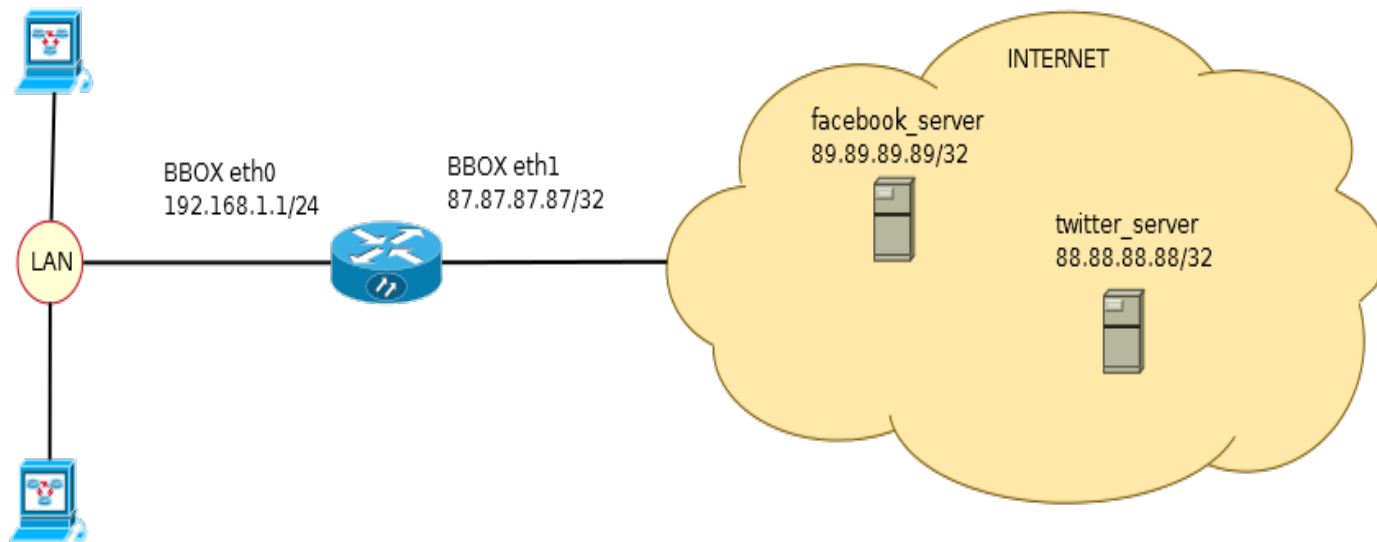 INTERNET
facebook_server
89.89.89.89/32
BBOX eth0
192.168.1.1/24
BBOX eth1
87.87.87.87/32
twitter_server
88.88.88.88/32
LAN